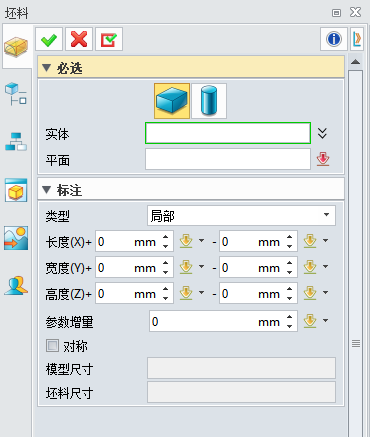 坯料
必选
实体
平面
标注
类型 局部
长度(X)+ 0 mm - 0 mm
宽度(Y)+ 0 mm - 0 mm
高度(Z)+ 0 mm - 0 mm
参数增量 0 mm
对称
模型尺寸
坯料尺寸